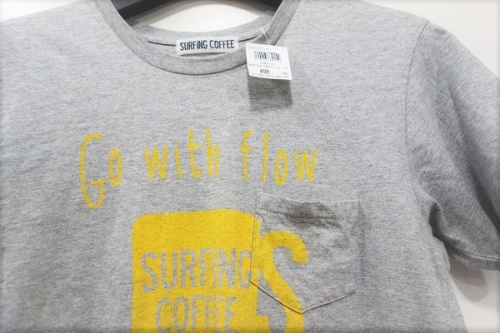 SURFING COFFEE
Go with flow
SURFING
COFFEE